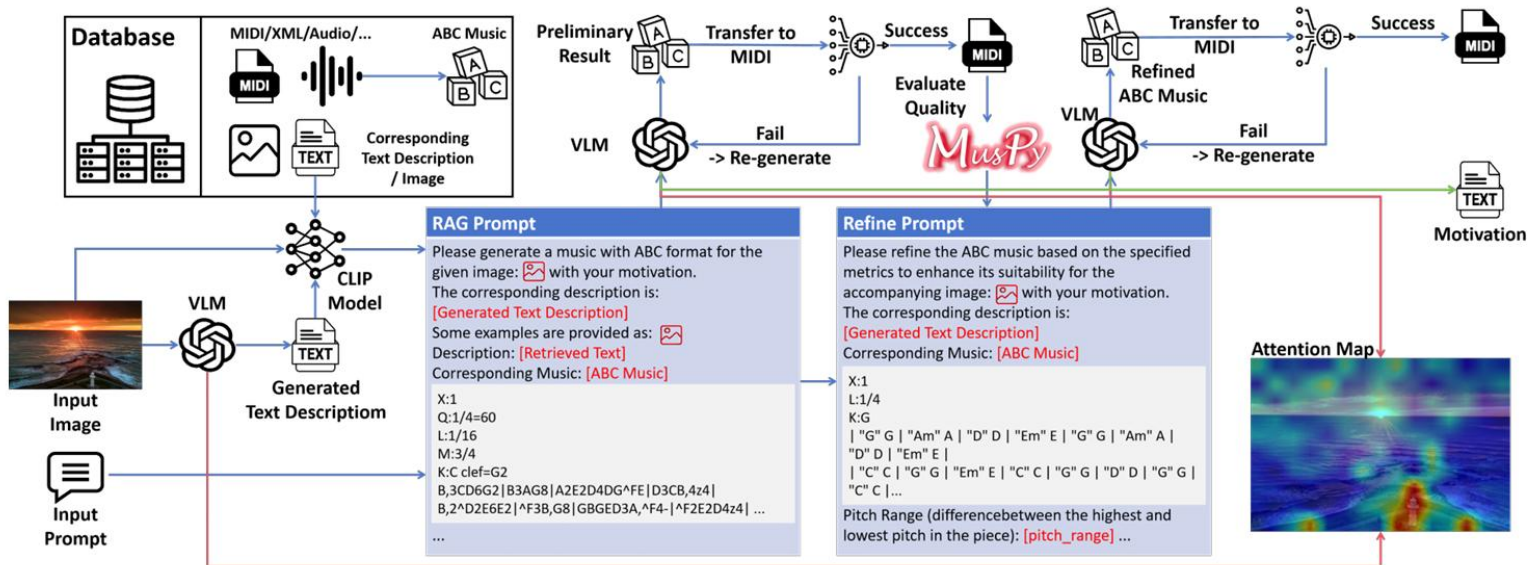 Database
MIDI/XML/Audio/...
ABC Music
MIDI
A
B
C
TEXT
Corresponding
Text Description
/ Image
CLIP
Model
Input
Image
VLM
TEXT
Generated
Text Descriptiom
Input
Prompt
Preliminary
Result
A
B
C
Transfer to
MIDI
Success
MIDI
Evaluate
Quality
VLM
Fail
-> Re-generate
MusPy
A
B
C
Refined
ABC Music
Transfer to
MIDI
Success
MIDI
VLM
Fail
-> Re-generate
TEXT
Motivation
RAG Prompt
Please generate a music with ABC format for the
given image: with your motivation.
The corresponding description is:
[Generated Text Description]
Some examples are provided as:
Description: [Retrieved Text]
Corresponding Music: [ABC Music]
X:1
Q:1/4=60
L:1/16
M:3/4
K:C clef=G2
B,3CD6G2|B3AG8|A2E2D4DG^FE|D3CB,4z4|
B,2^D2E6E2|^F3B,G8|GBGED3A,^F4-|^F2E2D4z4| ...
...
Refine Prompt
Please refine the ABC music based on the specified
metrics to enhance its suitability for the
accompanying image: with your motivation.
The corresponding description is:
[Generated Text Description]
Corresponding Music: [ABC Music]
X:1
L:1/4
K:G
| "G" G | "Am" A | "D" D | "Em" E | "G" G | "Am" A |
"D" D | "Em" E |
| "C" C | "G" G | "Em" E | "C" C | "G" G | "D" D | "G" G |
"C" C |...
Pitch Range (differencebetween the highest and
lowest pitch in the piece): [pitch_range] ...
Attention Map